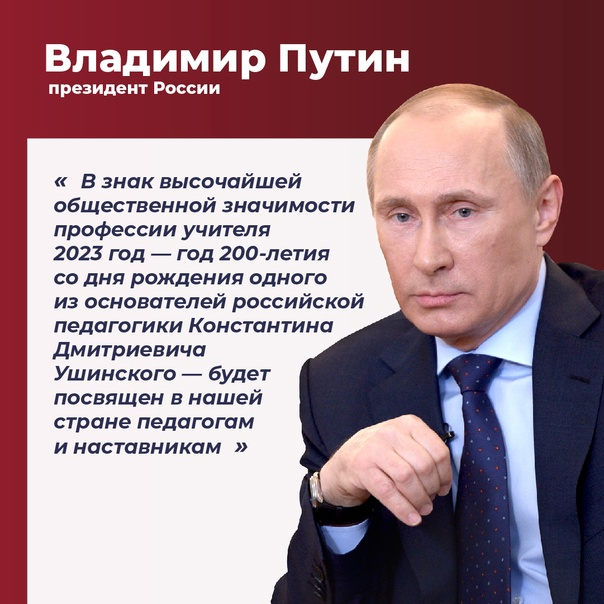 Владимир Путин
президент России
« В знак высочайшей
общественной значимости
профессии учителя
2023 год — год 200-летия
со дня рождения одного
из основателей российской
педагогики Константина
Дмитриевича
Ушинского — будет
посвящен в нашей
стране педагогам
и наставникам »